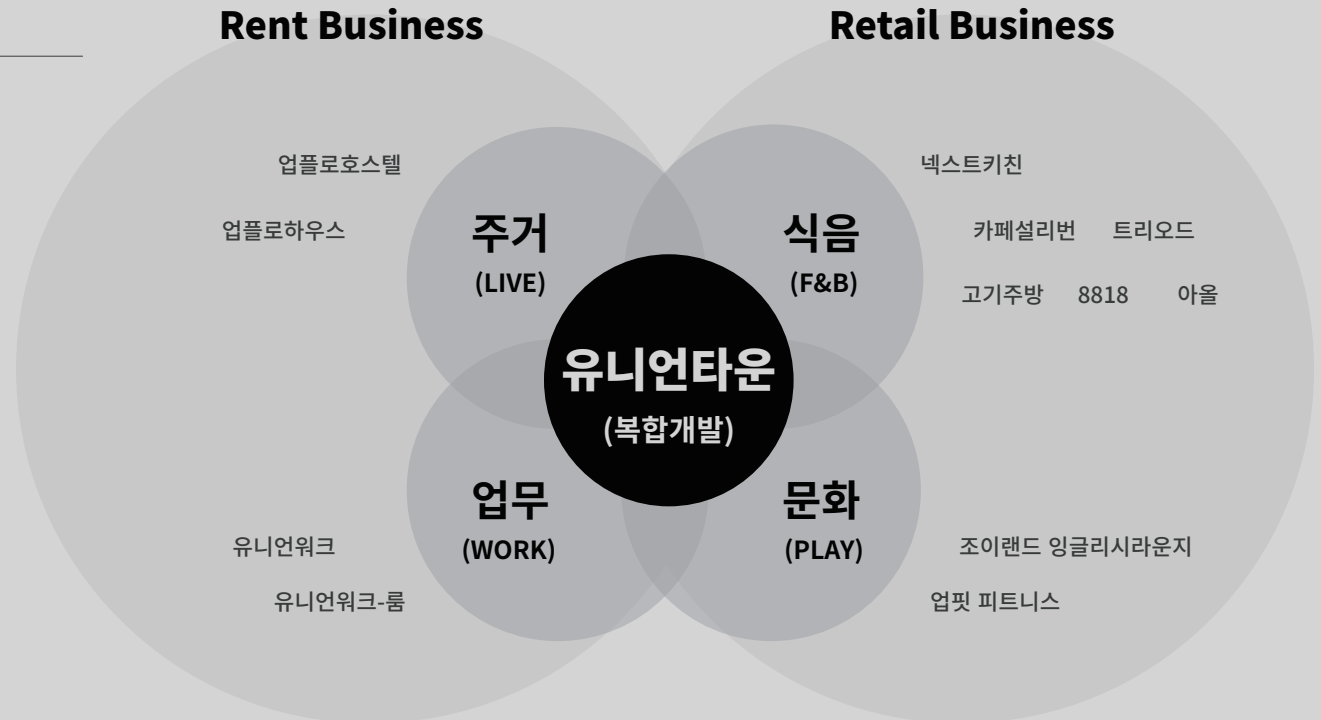 Rent Business
Retail Business
업플로호스텔
업플로하우스
주거
(LIVE)
식음
(F&B)
넥스트키친
카페설리번 트리오드
고기주방 8818 아올
유니언타운
(복합개발)
업무
(WORK)
문화
(PLAY)
유니언워크
유니언워크-룸
조이랜드 잉글리시라운지
업핏 피트니스